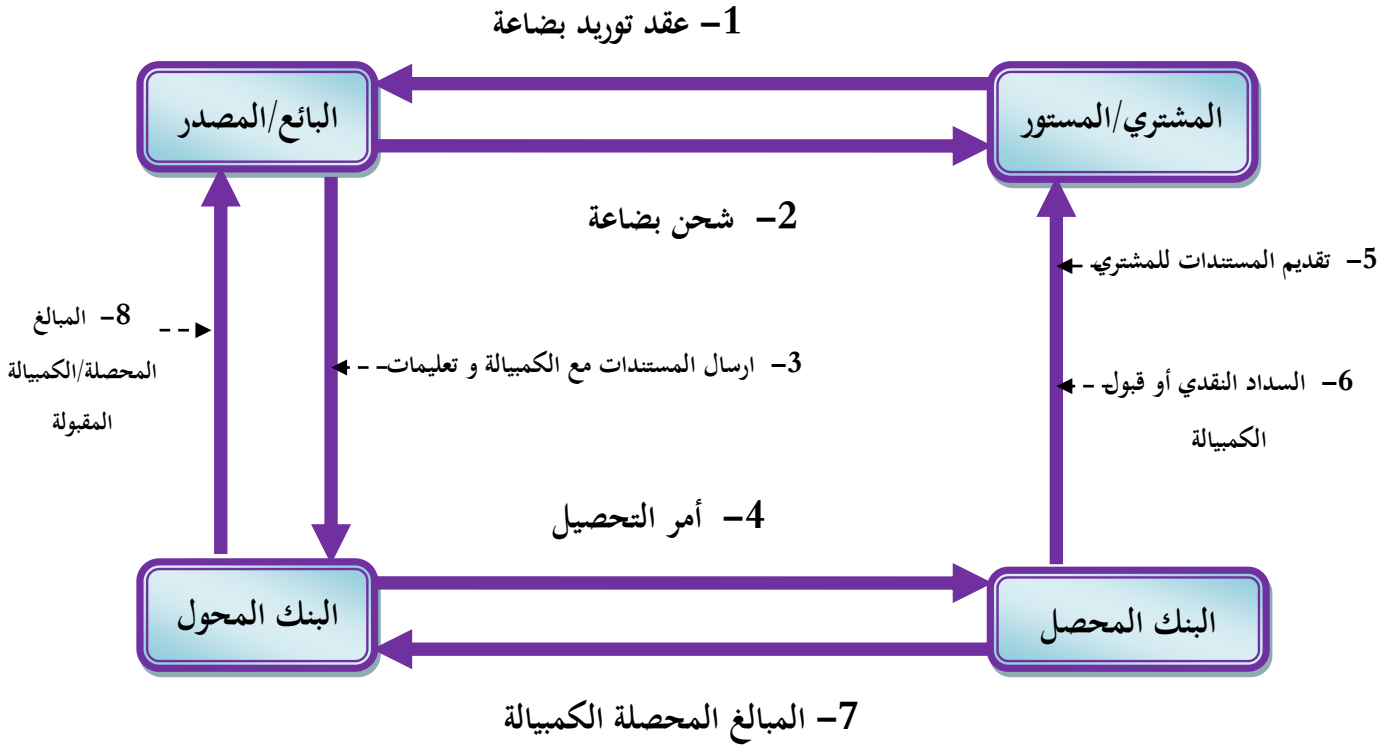 1– عقد توريد بضاعة
المشتري/المستور
البائع/المصدر
2– شحن بضاعة
5– تقديم المستندات للمشتري
8– المبالغ
المحصلة/الكمبيالة
المقبولة
3– ارسال المستندات مع الكمبيالة و تعليمات
6– السداد النقدي أو قبول
الكمبيالة
4– أمر التحصيل
البنك المحصل
البنك المحول
7– المبالغ المحصلة الكمبيالة